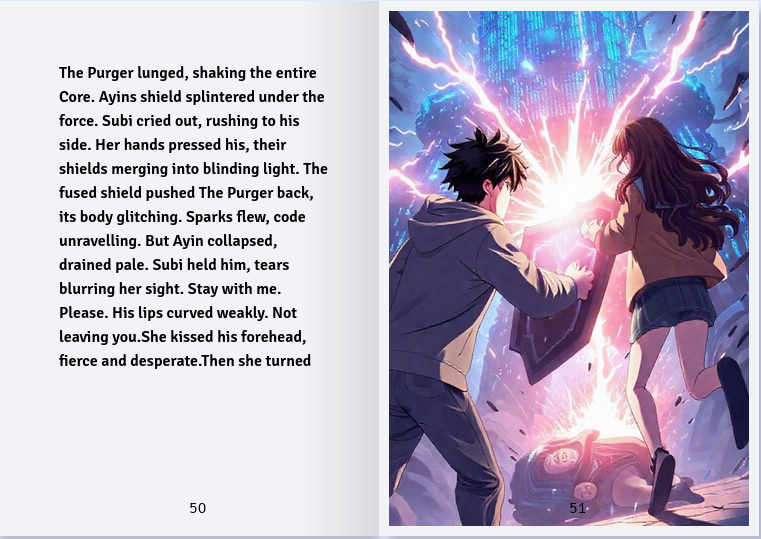 The Purger lunged, shaking the entire
Core. Ayins shield splintered under the
force. Subi cried out, rushing to his
side. Her hands pressed his, their
shields merging into blinding light. The
fused shield pushed The Purger back,
its body glitching. Sparks flew, code
unravelling. But Ayin collapsed,
drained pale. Subi held him, tears
blurring her sight. Stay with me.
Please. His lips curved weakly. Not
leaving you.She kissed his forehead,
fierce and desperate.Then she turned
50
51